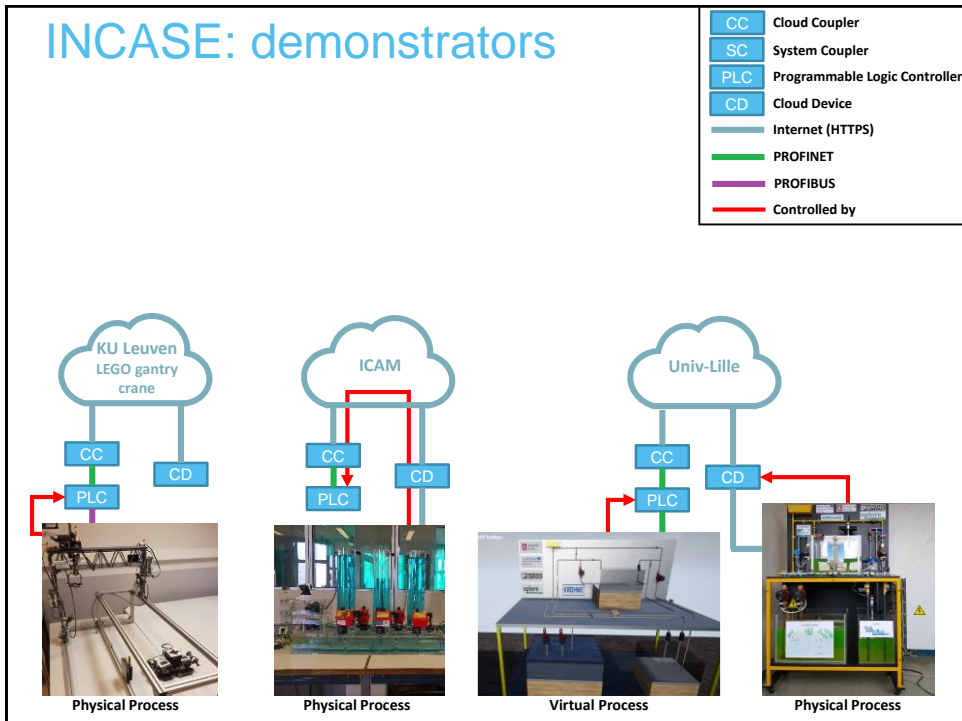 INCASE: demonstrators
CC Cloud Coupler
SC System Coupler
PLC Programmable Logic Controller
CD Cloud Device
Internet (HTTPS)
PROFINET
PROFIBUS
Controlled by
KU Leuven
LEGO gantry
crane
ICAM
Univ-Lille
CC
CD
PLC
CC
CD
PLC
CC
CD
PLC
KROHNE
xplore
KROHNE
xplore
Physical Process
Physical Process
Virtual Process
Physical Process